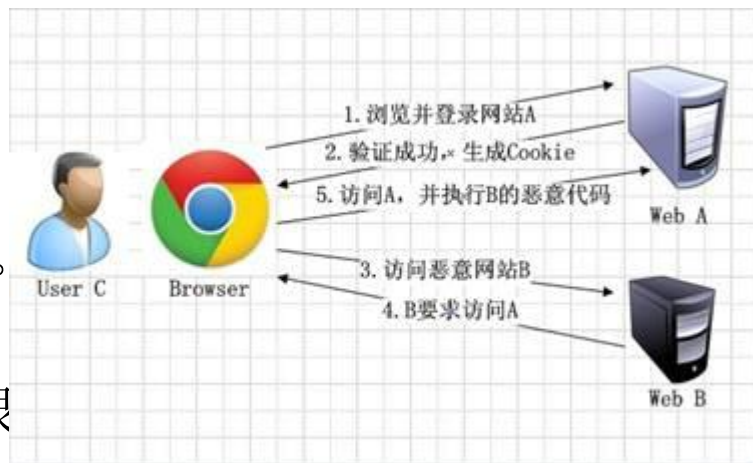 1. 浏览并登录网站A
2. 验证成功,× 生成Cookie
5. 访问A，并执行B的恶意代码
Web A
。
User C
Browser
3. 访问恶意网站B
4. B要求访问A
Web B